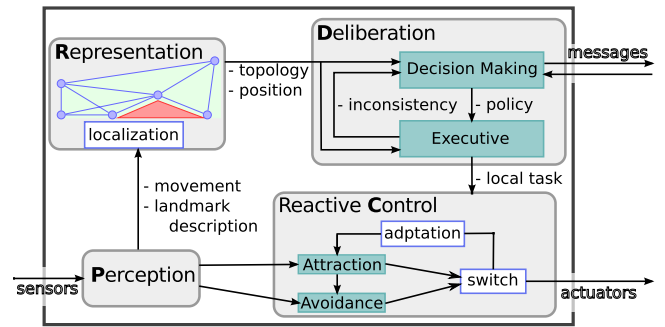 Representation
localization
- topology
- position
Deliberation
Decision Making
- inconsistency
- policy
Executive
messages
- local task
- movement
- landmark
description
Reactive Control
adptation
Attraction
Avoidance
switch
Perception
sensors
actuators